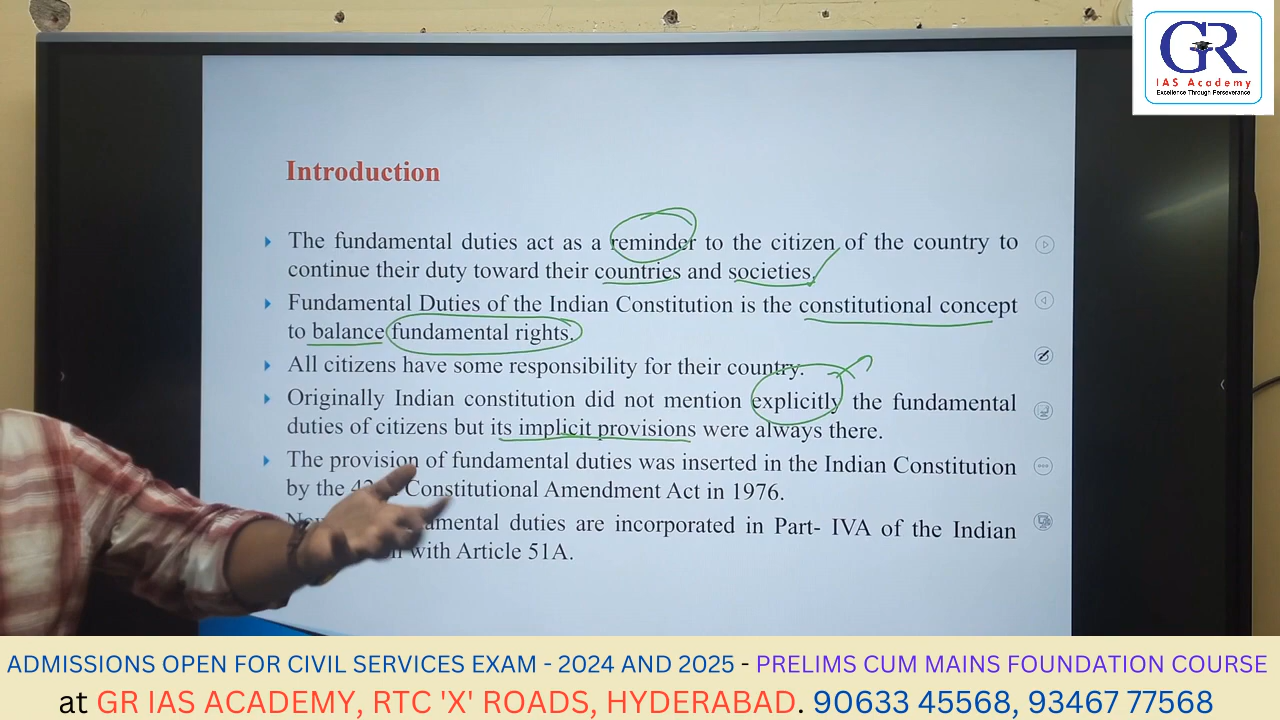 GR
IAS Academy
Excellence Through Perseverance
Introduction
The fundamental duties act as a reminder to the citizen of the country to
continue their duty toward their countries and societies.
Fundamental Duties of the Indian Constitution is the constitutional concept
to balance fundamental rights.
All citizens have some responsibility for their country.
Originally Indian constitution did not mention explicitly the fundamental
duties of citizens but its implicit provisions were always there.
The provision of fundamental duties was inserted in the Indian Constitution
by the Constitutional Amendment Act in 1976.
duties are incorporated in Part- IVA of the Indian
with Article 51A.
ADMISSIONS OPEN FOR CIVIL SERVICES EXAM - 2024 AND 2025 - PRELIMS CUM MAINS FOUNDATION COURSE
at GR IAS ACADEMY, RTC 'X' ROADS, HYDERABAD. 90633 45568, 93467 77568